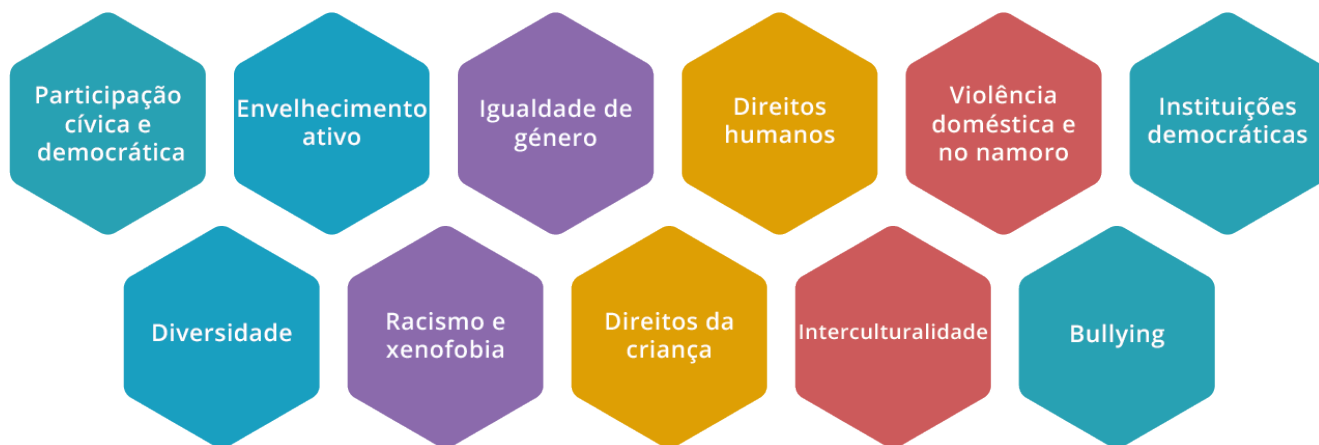 Participação
cívica e
democrática
Envelhecimento
ativo
Igualdade de
género
Direitos
humanos
Violência
doméstica e
no namoro
Instituições
democráticas
Diversidade
Racismo e
xenofobia
Direitos da
criança
Interculturalidade
Bullying